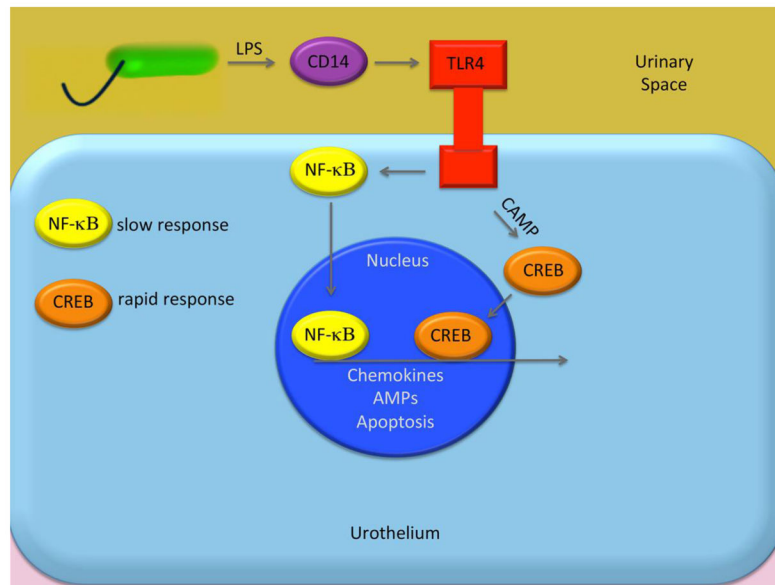 LPS
CD14
TLR4
Urinary
Space
NF-κB
CAMP
NF-κB
slow response
CREB
Nucleus
CREB
rapid response
NF-κB
CREB
Chemokines
AMPs
Apoptosis
Urothelium